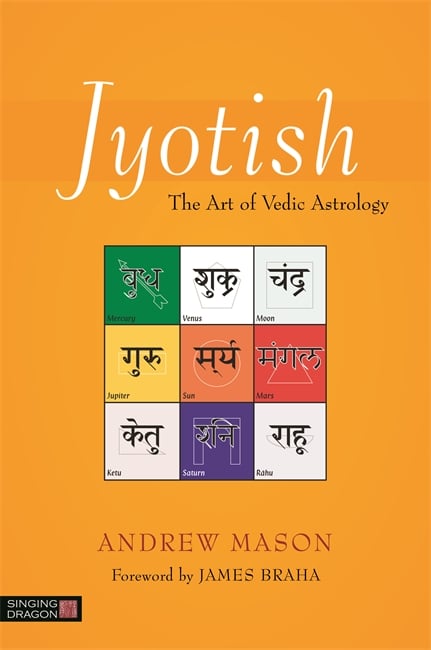 Jyotish
The Art of Vedic Astrology
बुध शुक्र चंद्र
Mercury Venus Moon
गुरु सूर्य मंगल
Jupiter Sun Mars
केतु शनि राहू
Ketu Saturn Râhu
ANDREW MASON
Foreword by JAMES BRAHA
SINGING
DRAGON